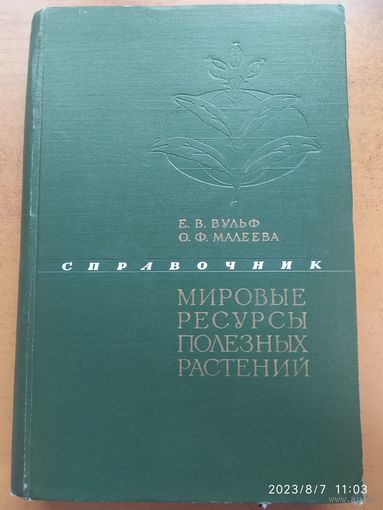 Е. В. ВУЛЬФ
О. Ф. МАЛЕЕВА
СПРАВОЧНИК
МИРОВЫЕ
РЕСУРСЫ
ПОЛЕЗНЫХ
РАСТЕНИЙ
2023/8/7 11:03